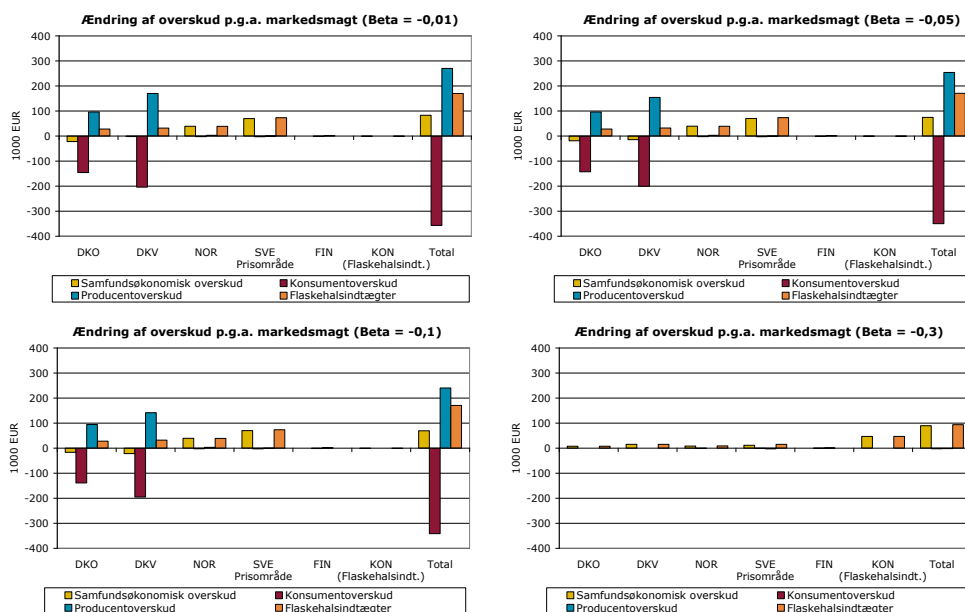 Ændring af overskud p.g.a. markedsmagt (Beta = -0,01)
400
300
200
100
0
-100
-200
-300
-400
1000 EUR
DKO DKV NOR SVE FIN KON Total
Prisområde (Flaskehalsindt.)
Samfundsøkonomisk overskud Konsumentoverskud
Producentoverskud Flaskehalsindtægter
Ændring af overskud p.g.a. markedsmagt (Beta = -0,05)
400
300
200
100
0
-100
-200
-300
-400
1000 EUR
DKO DKV NOR SVE FIN KON Total
Prisområde (Flaskehalsindt.)
Samfundsøkonomisk overskud Konsumentoverskud
Producentoverskud Flaskehalsindtægter
Ændring af overskud p.g.a. markedsmagt (Beta = -0,1)
400
300
200
100
0
-100
-200
-300
-400
1000 EUR
DKO DKV NOR SVE FIN KON Total
Prisområde (Flaskehalsindt.)
Samfundsøkonomisk overskud Konsumentoverskud
Producentoverskud Flaskehalsindtægter
Ændring af overskud p.g.a. markedsmagt (Beta = -0,3)
400
300
200
100
0
-100
-200
-300
-400
1000 EUR
DKO DKV NOR SVE FIN KON Total
Prisområde (Flaskehalsindt.)
Samfundsøkonomisk overskud Konsumentoverskud
Producentoverskud Flaskehalsindtægter